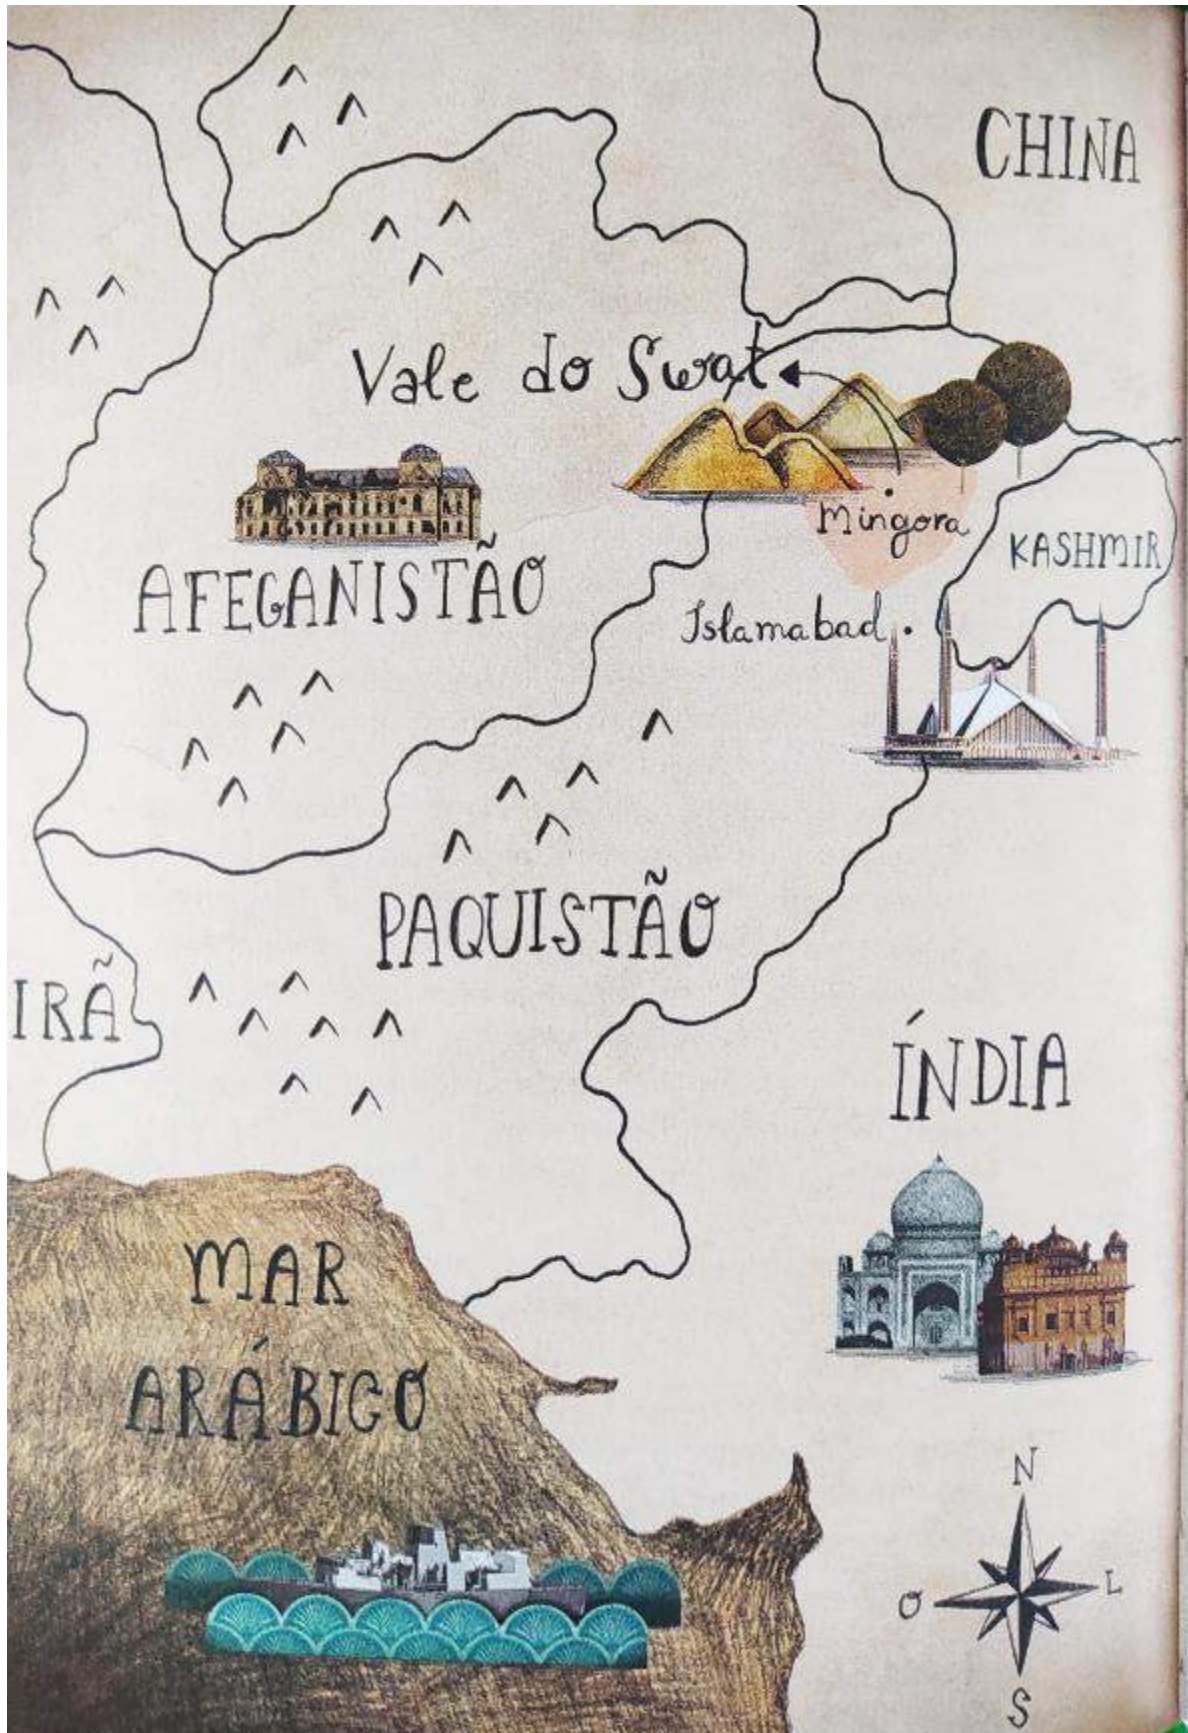 CHINA
Vale do Swat
Mingora
KASHMIR
AFEGANISTÃO
Islamabad
PAQUISTÃO
IRÃ
ÍNDIA
MAR
ARÁBICO
N
O
L
S